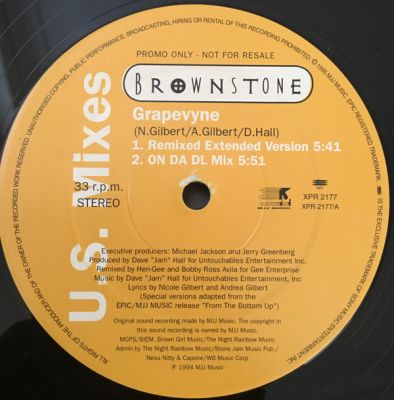 ALL RIGHTS OF THE PRODUCER AND OF THE OWNER OF THE RECORDED WORK RESERVED. UNAUTHORISED COPYING, PUBLIC PERFORMANCE, BROADCASTING, HIRING OR RENTAL OF THIS RECORDING PROHIBITED. © 1995 MJJ MUSIC. EPIC REGISTERED TRADEMARK.
IS THE EXCLUSIVE TRADEMARK OF SONY MUSIC ENTERTAINMENT INC.
PROMO ONLY - NOT FOR RESALE
BROWNSTONE
U.S. Mixes
Grapevyne
(N.Gilbert/A.Gilbert/D.Hall)
1. Remixed Extended Version 5:41
2. ON DA DL Mix 5:51
33 r.p.m.
STEREO
XPR 2177
XPR 2177/A
Executive producers: Michael Jackson and Jerry Greenberg
Produced by Dave "Jam" Hall for Untouchables Entertainment Inc.
Remixed by Hen-Gee and Bobby Ross Avila for Gee Enterprise
Music by Dave "Jam" Hall for Untouchables Entertainment, Inc
Lyrics by Nicole Gilbert and Andrea Gilbert
(Special versions adapted from the
EPIC/MJJ MUSIC release "From The Bottom Up")
Original sound recording made by MJJ Music. The copyright in
this sound recording is owned by MJJ Music.
MCPS/BIEM. Brown Girl Music/The Night Rainbow Music/
Admin by The Night Rainbow Music/Stone Jam Music Pub./
Ness Nitty & Capone/WB Music Corp.
℗ 1994 MJJ Music